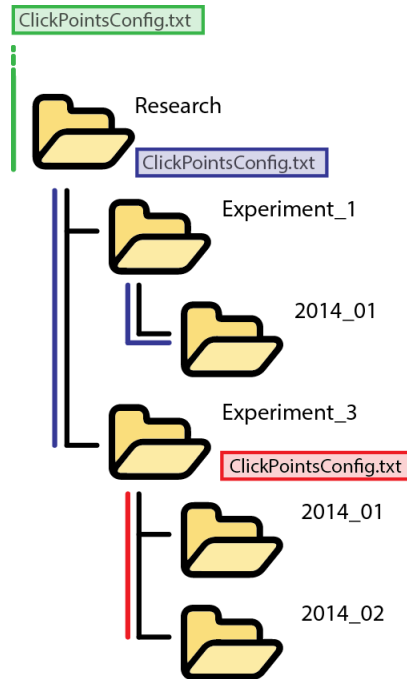 ClickPointsConfig.txt
Research
ClickPointsConfig.txt
Experiment_1
2014_01
Experiment_3
ClickPointsConfig.txt
2014_01
2014_02